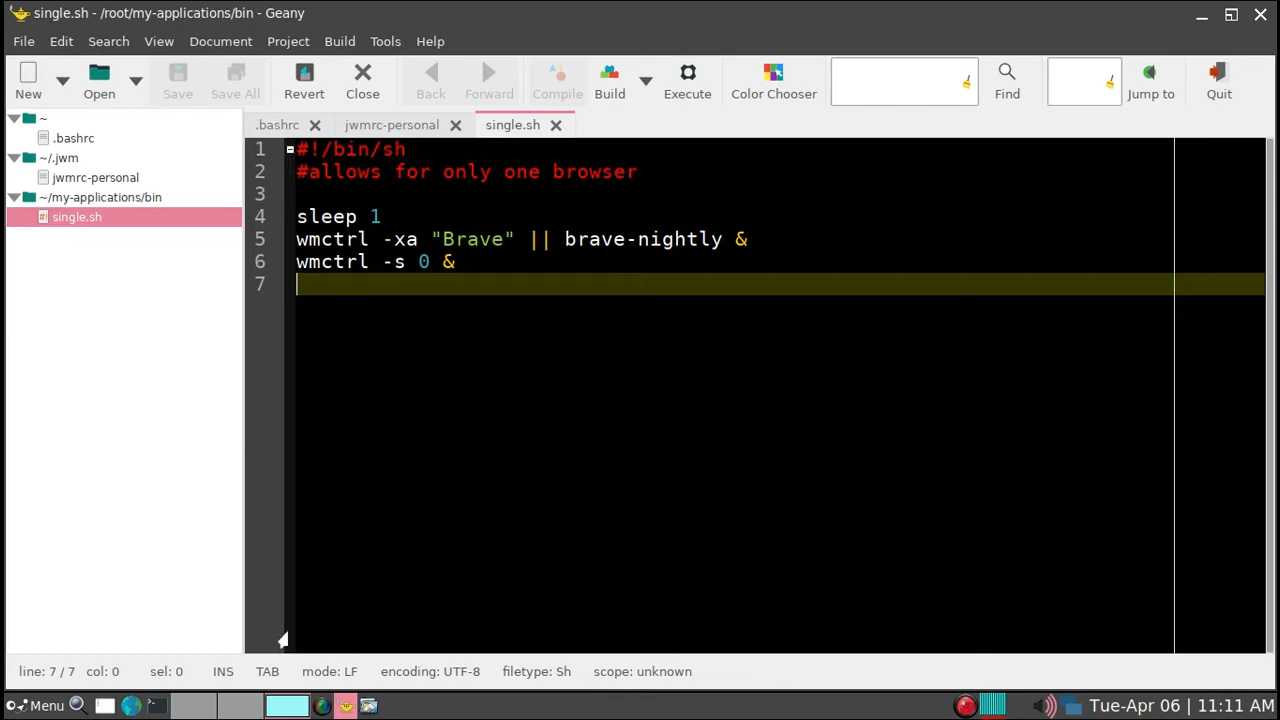 single.sh - /root/my-applications/bin - Geany
File Edit Search View Document Project Build Tools Help
New Open Save Save All Revert Close Back Forward Compile Build Execute Color Chooser Find Jump to Quit
~
.bashrc
~/.jwm
jwmrc-personal
~/my-applications/bin
single.sh
.bashrc jwmrc-personal single.sh
1 #!/bin/sh
2 #allows for only one browser
3
4 sleep 1
5 wmctrl -xa "Brave" || brave-nightly &
6 wmctrl -s 0 &
7
line: 7 / 7 col: 0 sel: 0 INS TAB mode: LF encoding: UTF-8 filetype: Sh scope: unknown
Menu Tue-Apr 06 | 11:11 AM